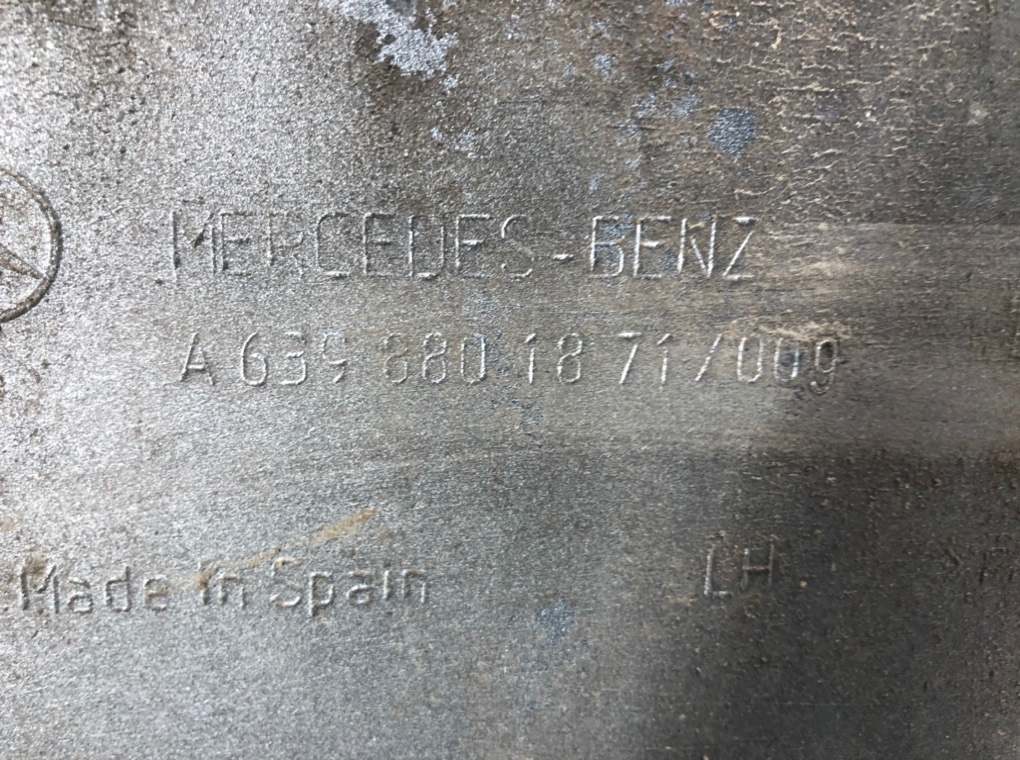 MERCEDES-BENZ
A 639 880 18 71 / 009
Made in Spain LH